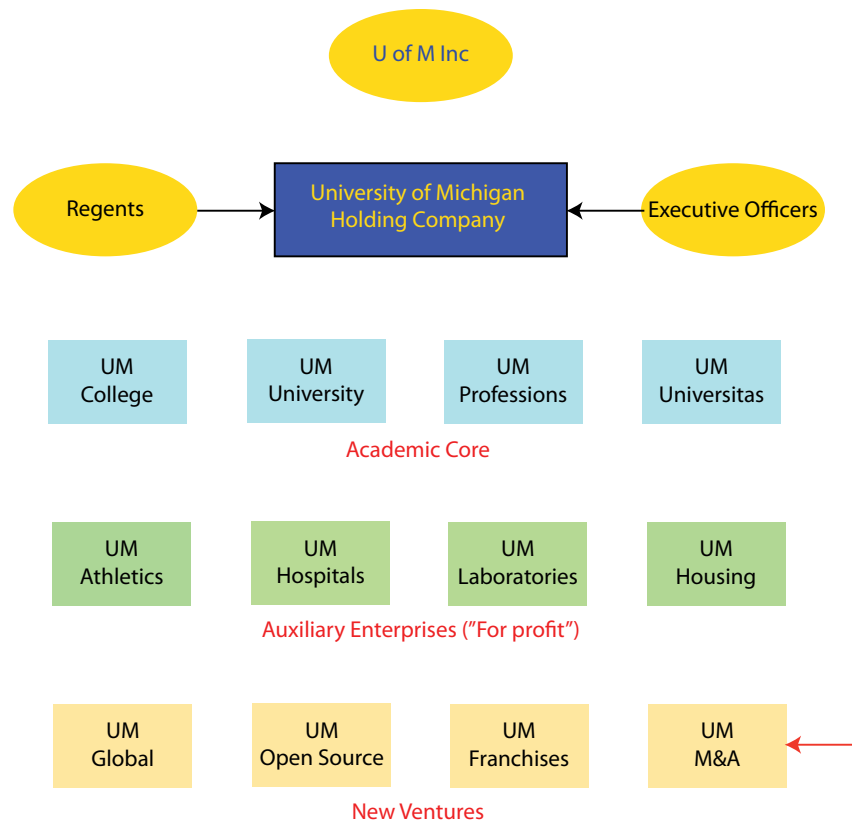 U of M Inc
Regents
University of Michigan
Holding Company
Executive Officers
UM
College
UM
University
UM
Professions
UM
Universitas
Academic Core
UM
Athletics
UM
Hospitals
UM
Laboratories
UM
Housing
Auxiliary Enterprises (”For profit”)
UM
Global
UM
Open Source
UM
Franchises
UM
M&A
New Ventures